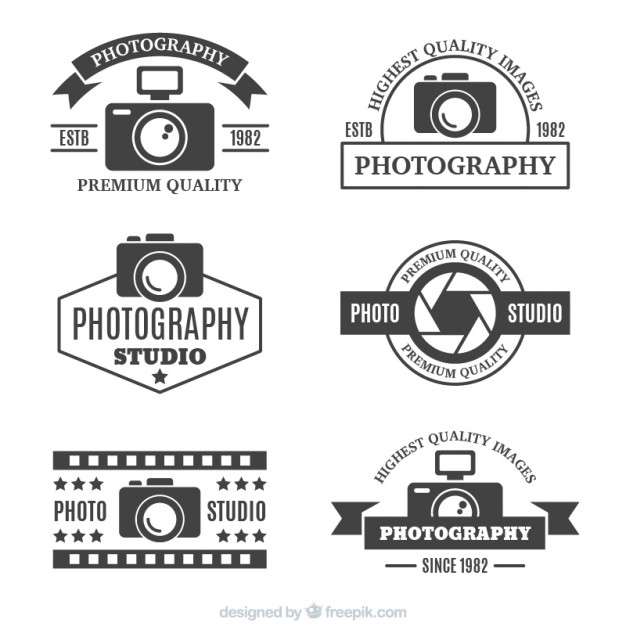 PHOTOGRAPHY
ESTB 1982
PREMIUM QUALITY
HIGHEST QUALITY IMAGES
ESTB 1982
PHOTOGRAPHY
PHOTOGRAPHY
STUDIO
PREMIUM QUALITY
PHOTO STUDIO
PREMIUM QUALITY
PHOTO STUDIO
HIGHEST QUALITY IMAGES
PHOTOGRAPHY
SINCE 1982
designed by freepik.com